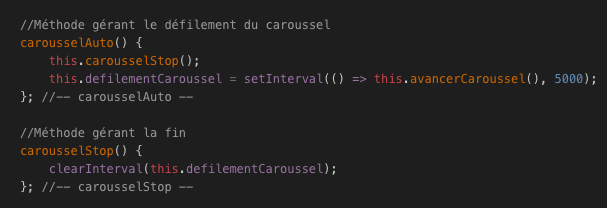 //Méthode gérant le défilement du caroussel
carousselAuto() {
    this.carousselStop();
    this.defilementCaroussel = setInterval(() => this.avancerCaroussel(), 5000);
}; //-- carousselAuto --

//Méthode gérant la fin
carousselStop() {
    clearInterval(this.defilementCaroussel);
}; //-- carousselStop --